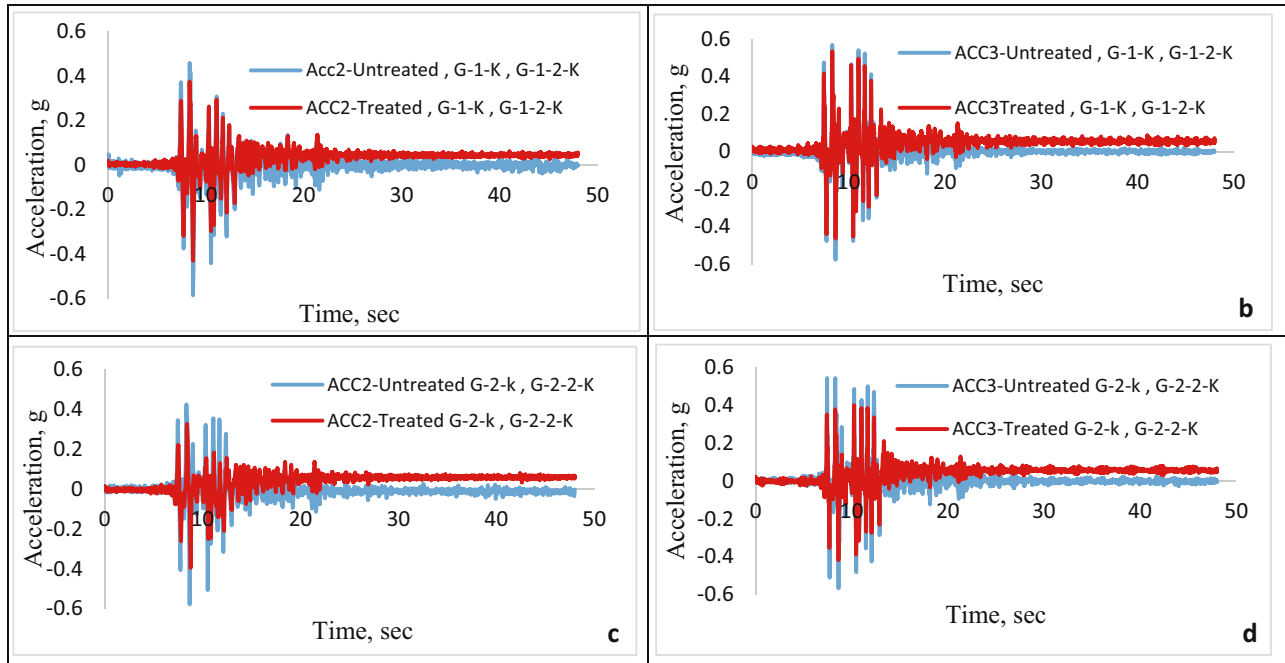 0.6
0.4
0.2
0
-0.2
-0.4
-0.6
0
10
20
30
40
50
Acceleration, g
Time, sec
Acc2-Untreated , G-1-K , G-1-2-K
ACC2-Treated , G-1-K , G-1-2-K
0.6
0.4
0.2
0
-0.2
-0.4
-0.6
0
10
20
30
40
50
Acceleration, g
Time, sec
ACC3-Untreated , G-1-K , G-1-2-K
ACC3Treated , G-1-K , G-1-2-K
b
0.6
0.4
0.2
0
-0.2
-0.4
-0.6
0
10
20
30
40
50
Acceleration, g
Time, sec
ACC2-Untreated G-2-k , G-2-2-K
ACC2-Treated G-2-k , G-2-2-K
c
0.6
0.4
0.2
0
-0.2
-0.4
-0.6
0
10
20
30
40
50
Acceleration, g
Time, sec
ACC3-Untreated G-2-k , G-2-2-K
ACC3-Treated G-2-k , G-2-2-K
d